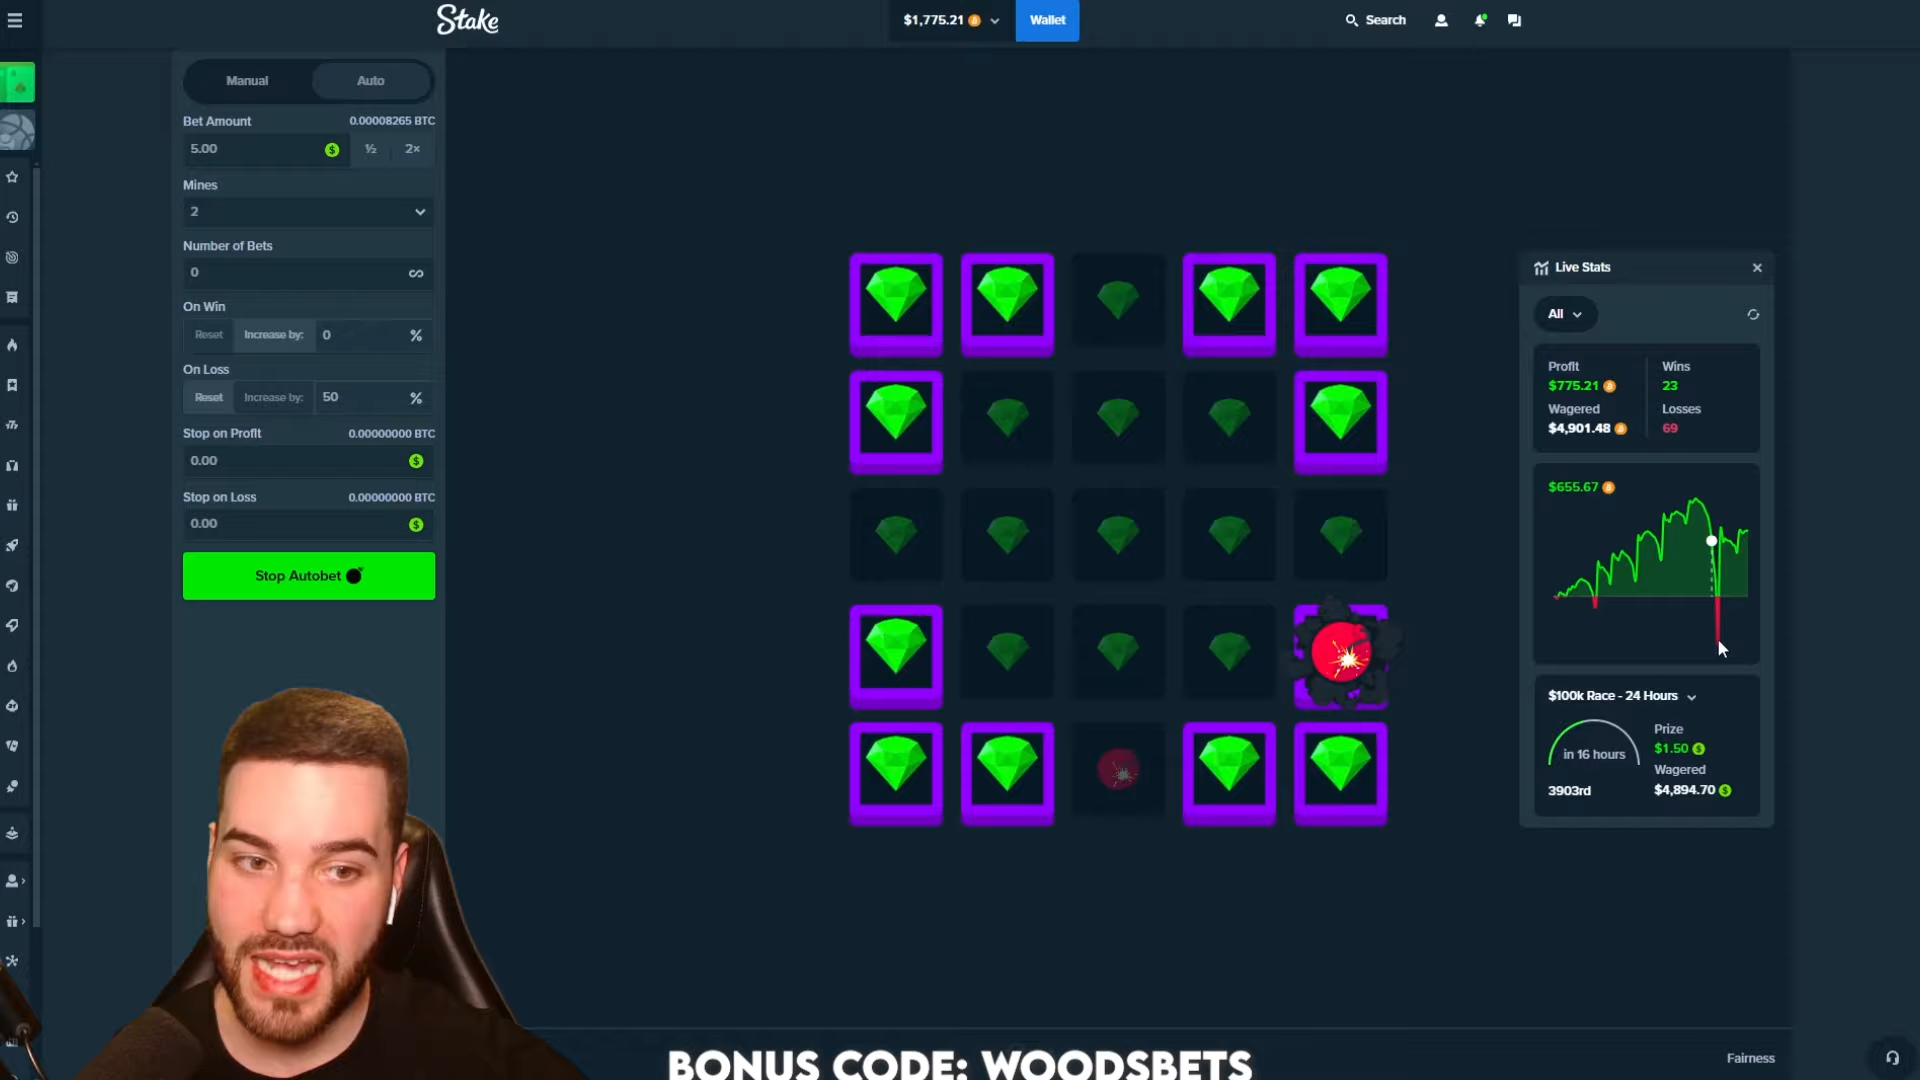 Stake
$1,775.21
Wallet
Search
Manual
Auto
Bet Amount
0.00008265 BTC
5.00
½
2×
Mines
2
Number of Bets
0
On Win
Reset
Increase by:
0
%
On Loss
Reset
Increase by:
50
%
Stop on Profit
0.00000000 BTC
0.00
Stop on Loss
0.00000000 BTC
0.00
Stop Autobet
Live Stats
All
Profit
Wins
$775.21
23
Wagered
Losses
$4,901.48
69
$655.67
$100k Race - 24 Hours
in 16 hours
Prize
$1.50
Wagered
3903rd
$4,894.70
Fairness
BONUS CODE: WOODSBETS